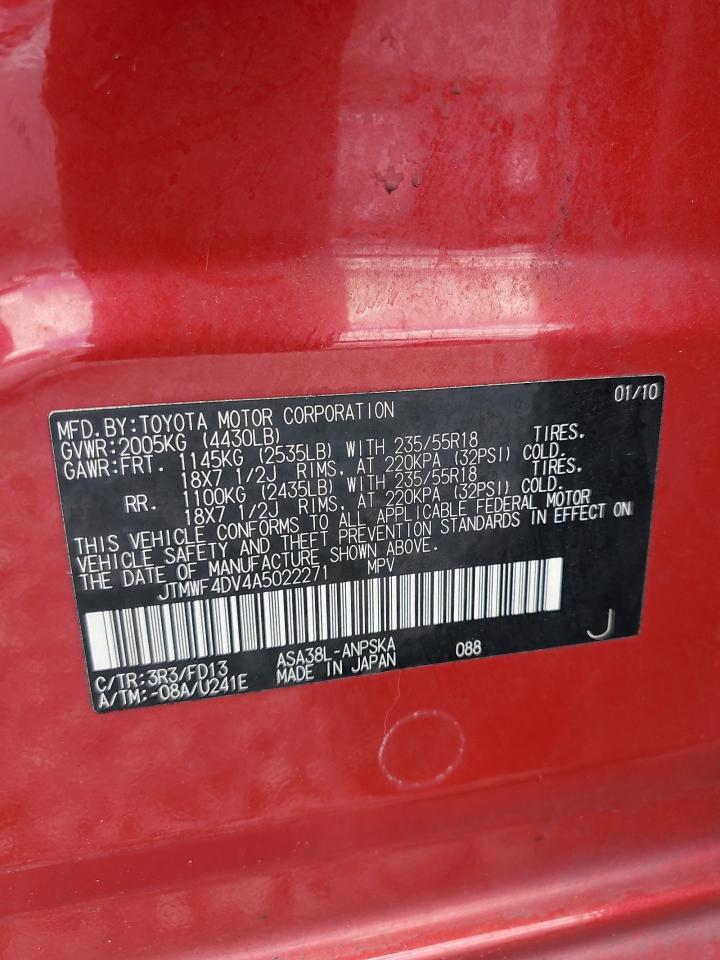 01/10
MFD.BY:TOYOTA MOTOR CORPORATION
GVWR:2005KG (4430LB)
GAWR:FRT. 1145KG (2535LB) WITH 235/55R18 TIRES.
18X7 1/2J RIMS, AT 220KPA (32PSI) COLD.
RR. 1100KG (2435LB) WITH 235/55R18 TIRES.
18X7 1/2J RIMS, AT 220KPA (32PSI) COLD.
THIS VEHICLE CONFORMS TO ALL APPLICABLE FEDERAL MOTOR
VEHICLE SAFETY AND THEFT PREVENTION STANDARDS IN EFFECT ON
THE DATE OF MANUFACTURE SHOWN ABOVE.
JTMWF4DV4A5022271 MPV
C/TR:3R3/FD13 ASA38L-ANPSKA 088 J
A/TM:-08A/U241E MADE IN JAPAN